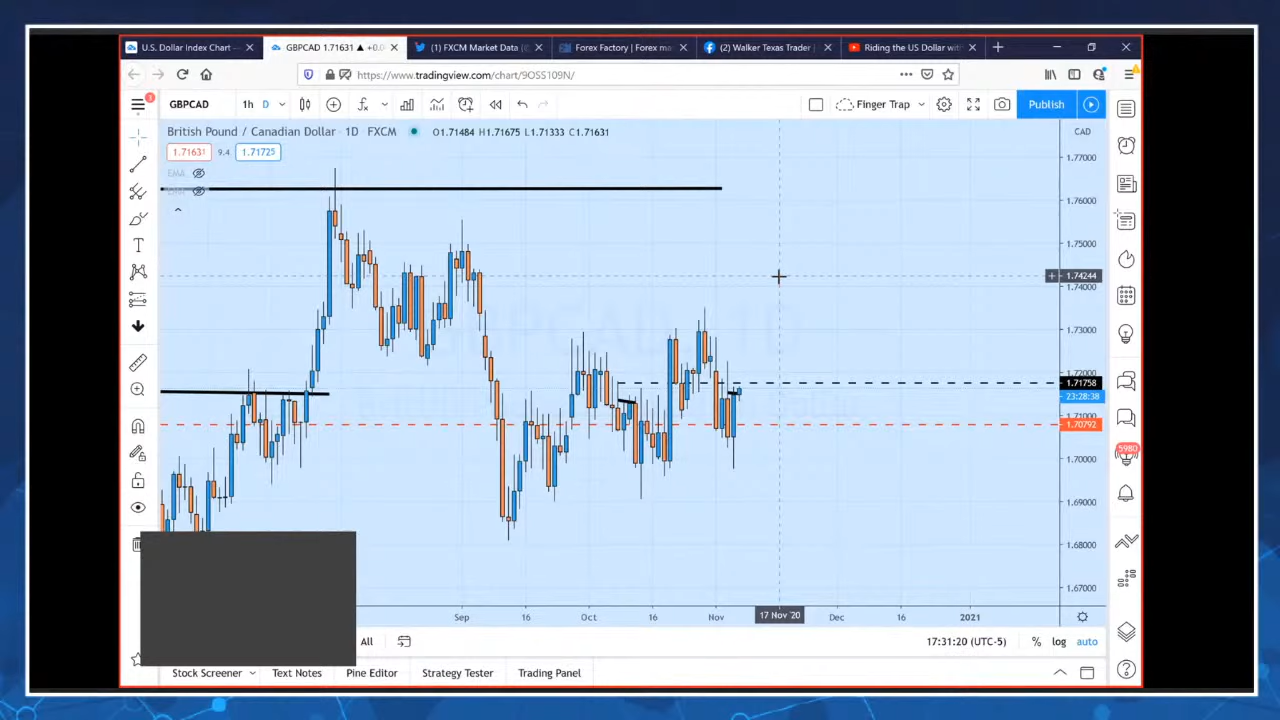 U.S. Dollar Index Chart —
GBPCAD 1.71631 ▲ +0.0
(1) FXCM Market Data (@
Forex Factory | Forex ma
(2) Walker Texas Trader |
Riding the US Dollar with
https://www.tradingview.com/chart/9OSS109N/
3
GBPCAD
1h
D
Finger Trap
Publish
British Pound / Canadian Dollar · 1D FXCM
O1.71484 H1.71675 L1.71333 C1.71631
CAD
1.71631
9.4
1.71725
EMA
EMA
1.77000
1.76000
1.75000
1.74244
1.74000
1.73000
1.72000
1.71758
23:28:38
1.71000
1.70792
1.70000
1.69000
1.68000
1.67000
5980
Sep
16
Oct
16
Nov
17 Nov '20
Dec
16
2021
All
17:31:20 (UTC-5)
%
log
auto
Stock Screener
Text Notes
Pine Editor
Strategy Tester
Trading Panel